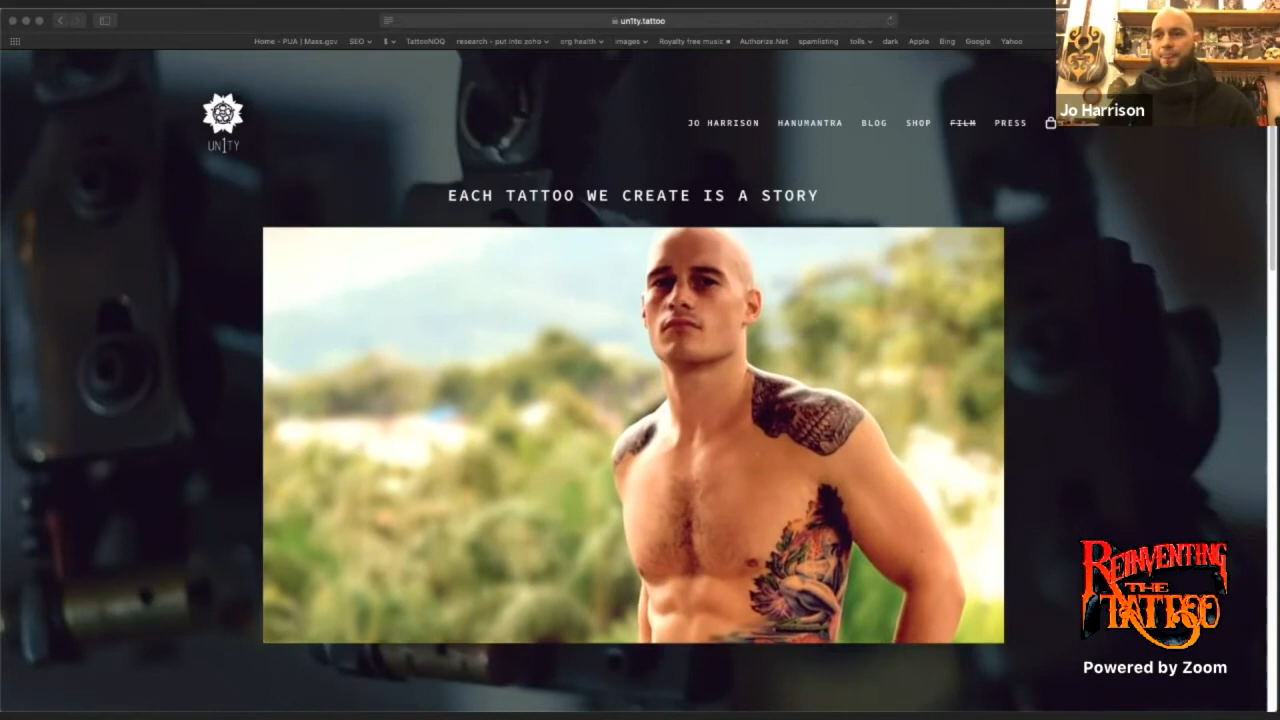 un1ty.tattoo
Home - PUA | Mass.gov SEO $ TattooNOQ research - put into zoho org health images Royalty free music Authorize.Net spamlisting tolls dark Apple Bing Google Yahoo
Jo Harrison
UN1TY
JO HARRISON HANUMANTRA BLOG SHOP FILM PRESS
EACH TATTOO WE CREATE IS A STORY
REINVENTING
THE
TATTOO
Powered by Zoom